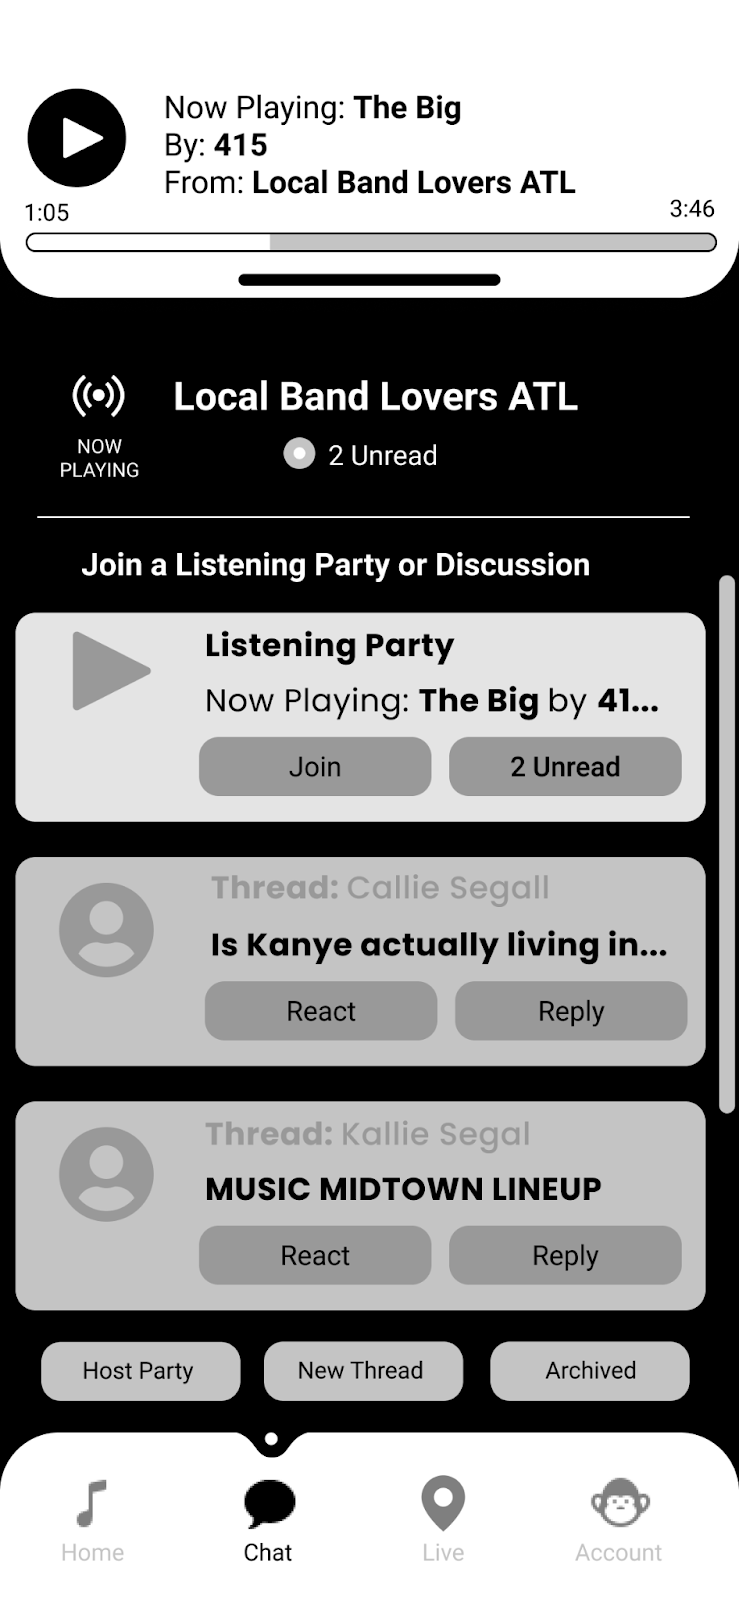 Now Playing: The Big
By: 415
From: Local Band Lovers ATL
1:05
3:46
Local Band Lovers ATL
NOW
PLAYING
2 Unread
Join a Listening Party or Discussion
Listening Party
Now Playing: The Big by 41...
Join
2 Unread
Thread: Callie Segall
Is Kanye actually living in...
React
Reply
Thread: Kallie Segal
MUSIC MIDTOWN LINEUP
React
Reply
Host Party
New Thread
Archived
Home
Chat
Live
Account